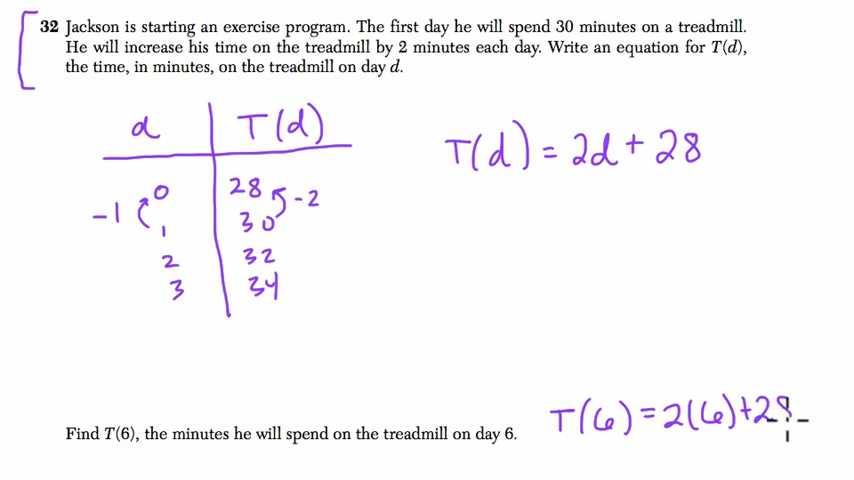 32 Jackson is starting an exercise program. The first day he will spend 30 minutes on a treadmill.
He will increase his time on the treadmill by 2 minutes each day. Write an equation for T(d),
the time, in minutes, on the treadmill on day d.
d T(d)
T(d) = 2d + 28
0 28
-1 -2
1 30
2 32
3 34
T(6) = 2(6)+28
Find T(6), the minutes he will spend on the treadmill on day 6.